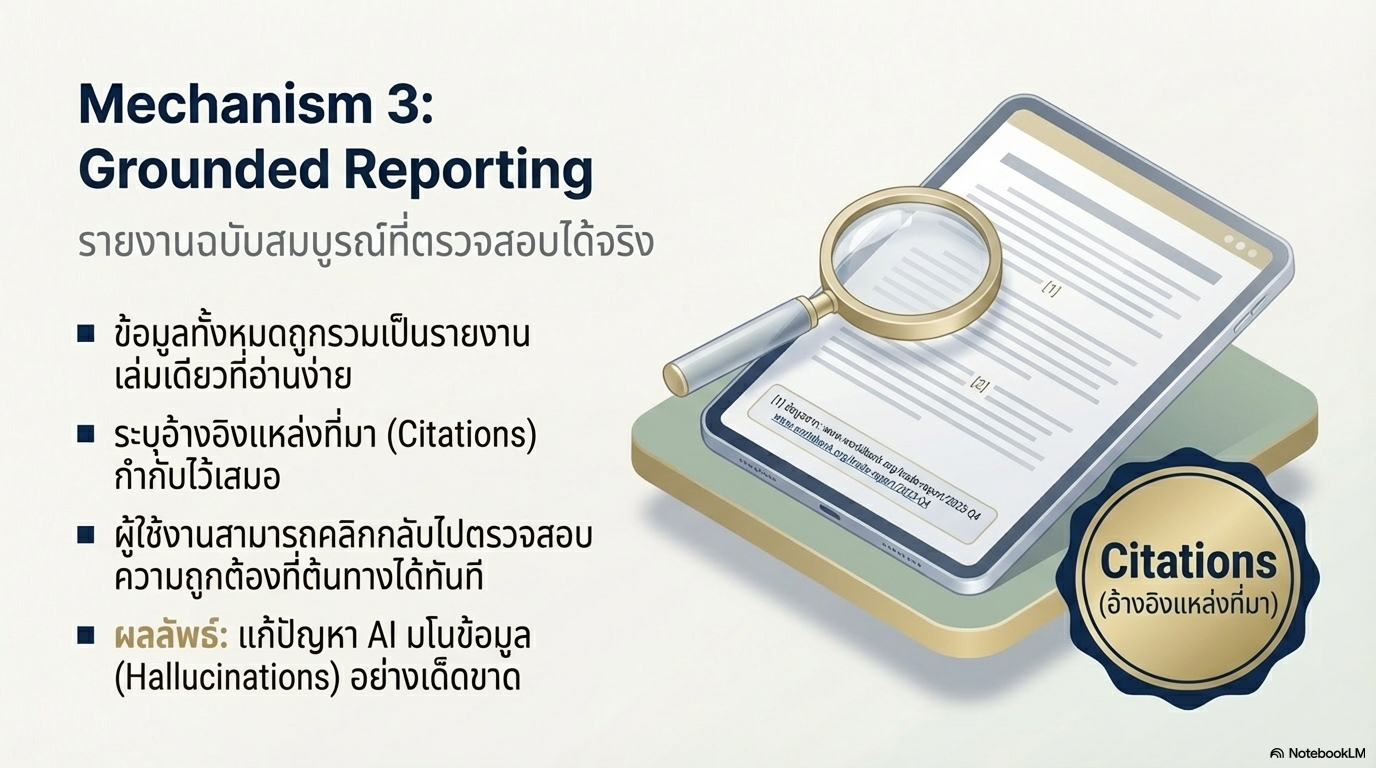 Mechanism 3:
Grounded Reporting
รายงานฉบับสมบูรณ์ที่ตรวจสอบได้จริง
ข้อมูลทั้งหมดถูกรวมเป็นรายงาน
เล่มเดียวที่อ่านง่าย
ระบุอ้างอิงแหล่งที่มา (Citations)
กำกับไว้เสมอ
ผู้ใช้งานสามารถคลิกกลับไปตรวจสอบ
ความถูกต้องที่ต้นทางได้ทันที
ผลลัพธ์: แก้ปัญหา AI มโนข้อมูล
(Hallucinations) อย่างเด็ดขาด
[1]
[2]
[1]
Citations
(อ้างอิงแหล่งที่มา)
NotebookLM